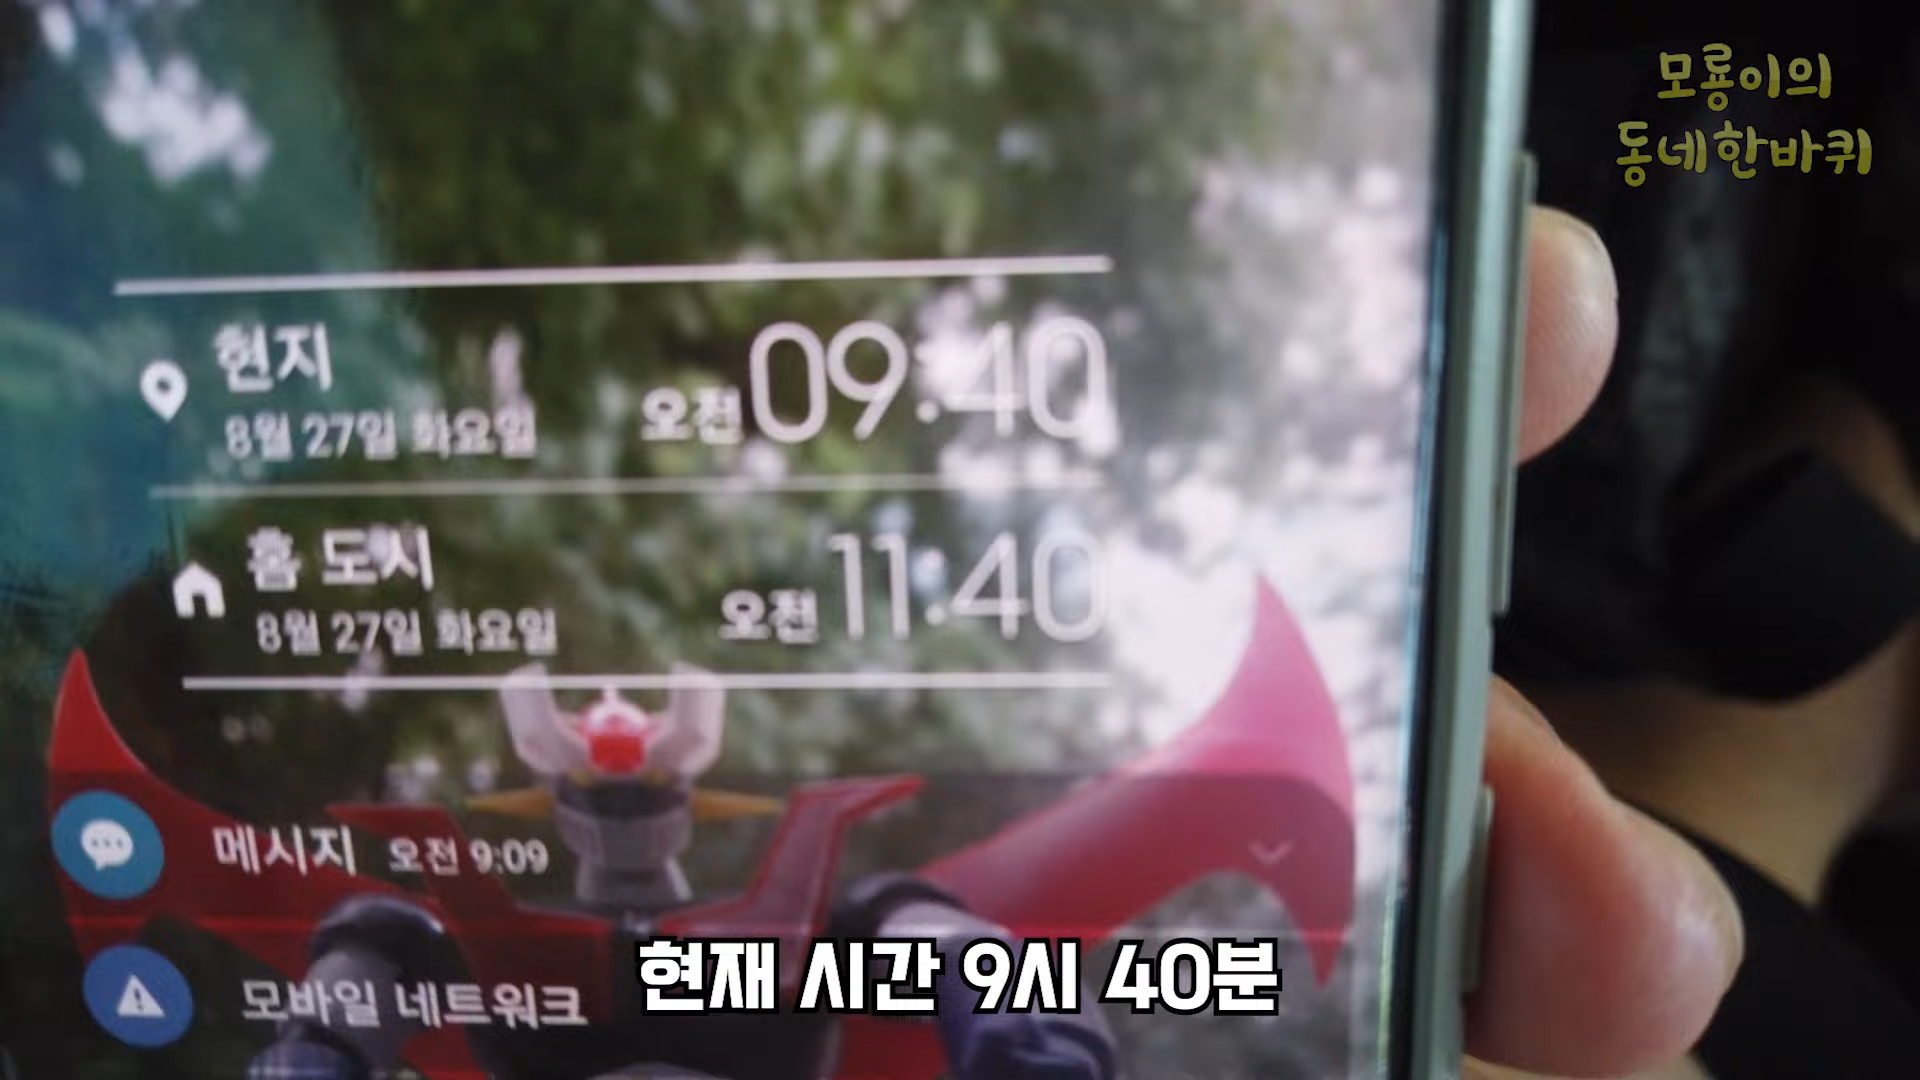 모룡이의
동네한바퀴
현지
8월 27일 화요일
오전 09:40
홈 도시
8월 27일 화요일
오전 11:40
메시지 오전 9:09
모바일 네트워크
현재 시간 9시 40분